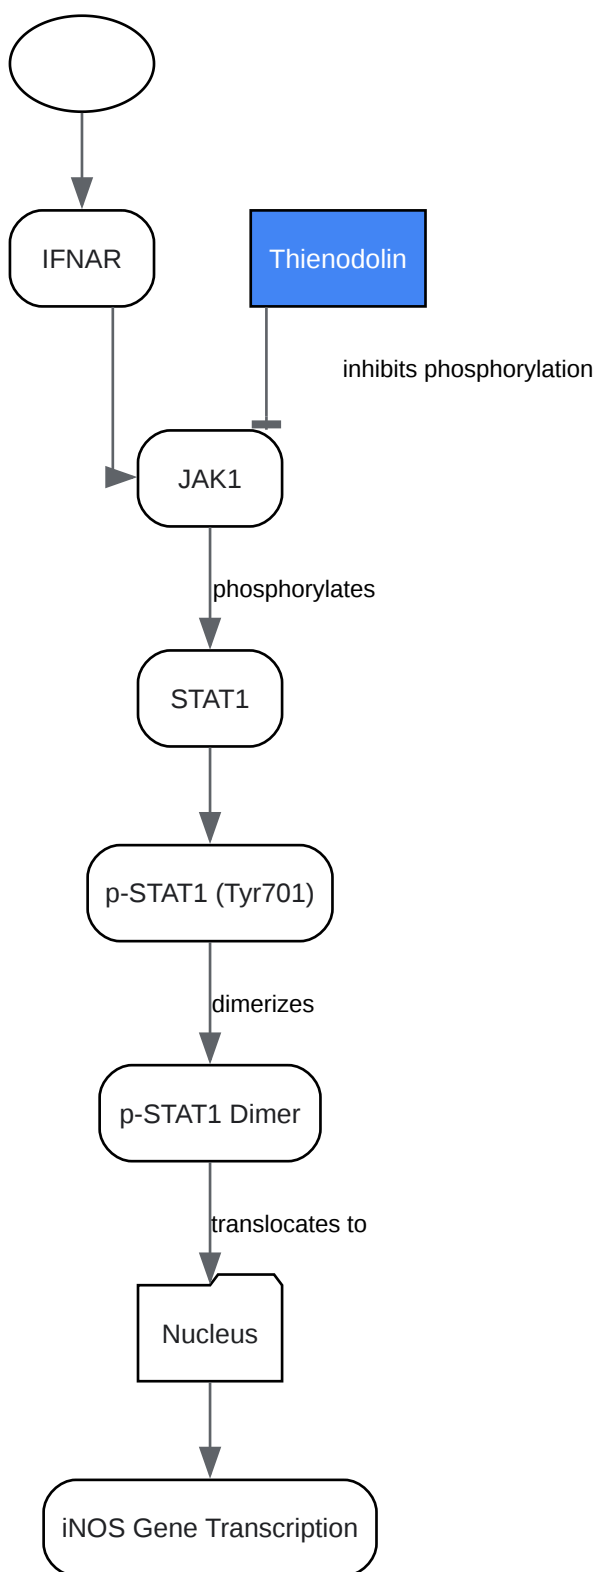 IFNAR
Thienodolin
inhibits phosphorylation
JAK1
phosphorylates
STAT1
p-STAT1 (Tyr701)
dimerizes
p-STAT1 Dimer
translocates to
Nucleus
iNOS Gene Transcription